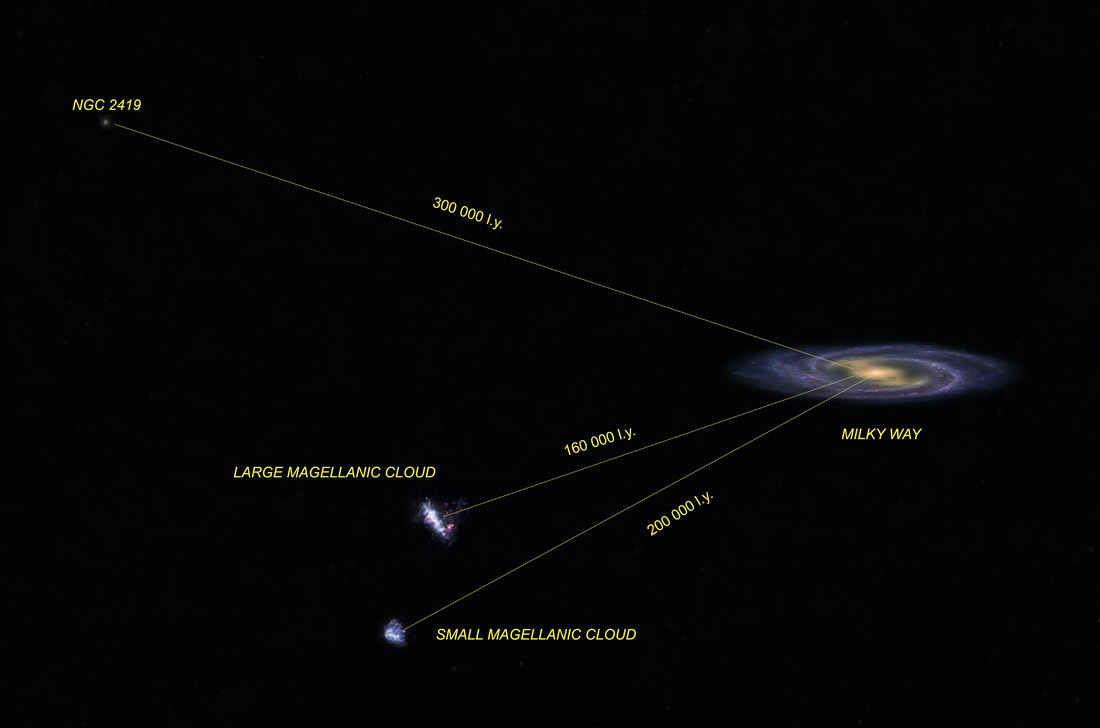 NGC 2419
300 000 l.y.
MILKY WAY
160 000 l.y.
LARGE MAGELLANIC CLOUD
200 000 l.y.
SMALL MAGELLANIC CLOUD